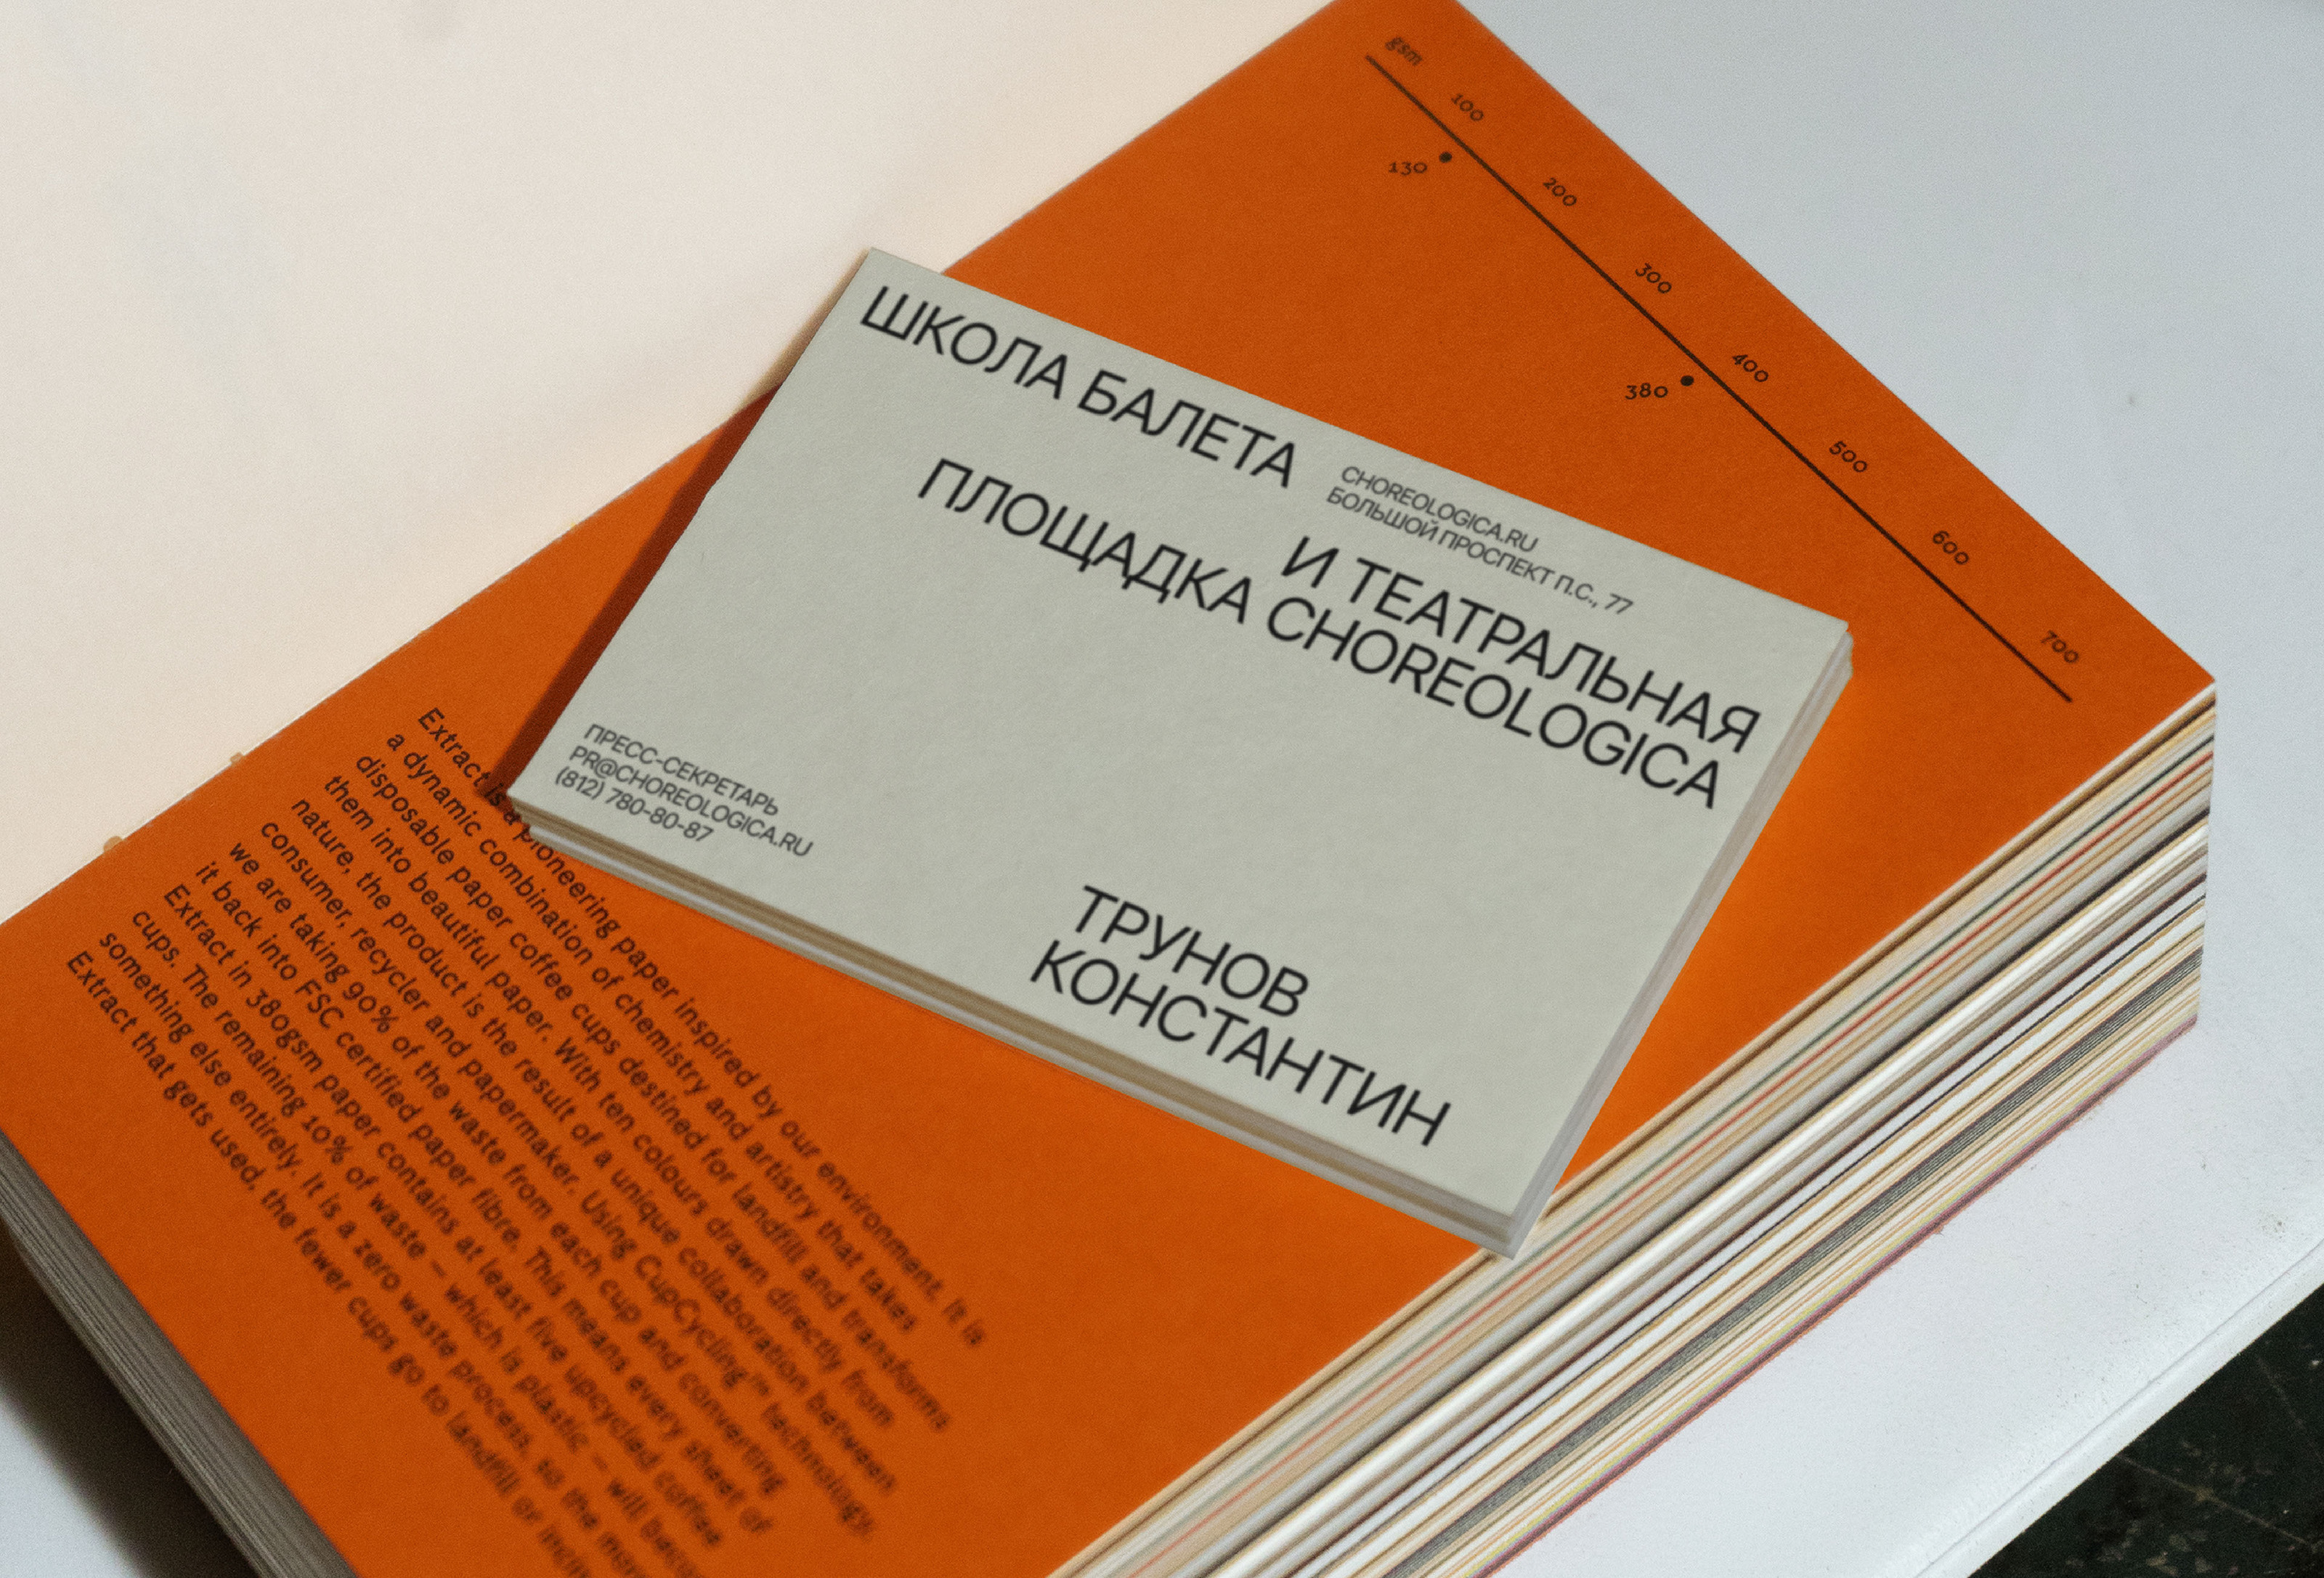 gsm
100
130
200
300
400
380
500
600
700
ШКОЛА БАЛЕТА
CHOREOLOGICA.RU
БОЛЬШОЙ ПРОСПЕКТ П.С., 77
И ТЕАТРАЛЬНАЯ
ПЛОЩАДКА CHOREOLOGICA
ПРЕСС-СЕКРЕТАРЬ
PR@CHOREOLOGICA.RU
(812) 780-80-87
ТРУНОВ
КОНСТАНТИН
Extract is a pioneering paper inspired by our environment. It is
a dynamic combination of chemistry and artistry that takes
disposable paper coffee cups destined for landfill and transforms
them into beautiful paper. With ten colours drawn directly from
nature, the product is the result of a unique collaboration between
consumer, recycler and papermaker. Using CupCycling™ technology,
we are taking 90% of the waste from each cup and converting
it back into FSC certified paper fibre. This means every sheet of
Extract in 380gsm paper contains at least five upcycled coffee
cups. The remaining 10% of waste – which is plastic – will
something else entirely. It is a zero waste process, so the
Extract that gets used, the fewer cups go to landfill or